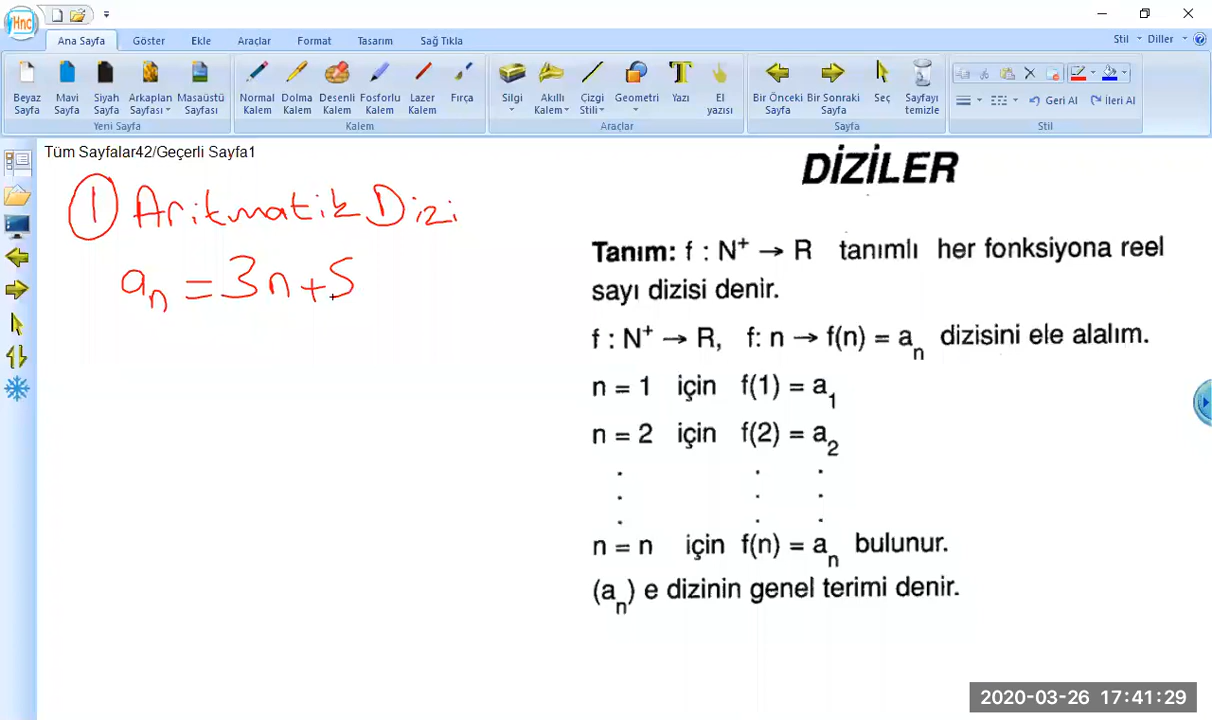 Hnc
Ana Sayfa Göster Ekle Araçlar Format Tasarım Sağ Tıkla Stil Diller
Beyaz Sayfa Mavi Sayfa Siyah Sayfa Arkaplan Sayfası Masaüstü Sayfası
Yeni Sayfa
Normal Kalem Dolma Kalem Desenli Kalem Fosforlu Kalem Lazer Kalem Fırça
Kalem
Silgi Akıllı Kalem Çizgi Stili Geometri Yazı El yazısı
Araçlar
Bir Önceki Sayfa Bir Sonraki Sayfa Seç Sayfayı temizle
Sayfa
Geri Al İleri Al
Stil
Tüm Sayfalar42/Geçerli Sayfa1
① Aritmatik Dizi
aₙ = 3n+5
DİZİLER
Tanım: f : N⁺ → R tanımlı her fonksiyona reel
sayı dizisi denir.
f : N⁺ → R, f: n → f(n) = aₙ dizisini ele alalım.
n = 1 için f(1) = a₁
n = 2 için f(2) = a₂
. . .
. . .
. . .
n = n için f(n) = aₙ bulunur.
(aₙ) e dizinin genel terimi denir.
2020-03-26 17:41:29